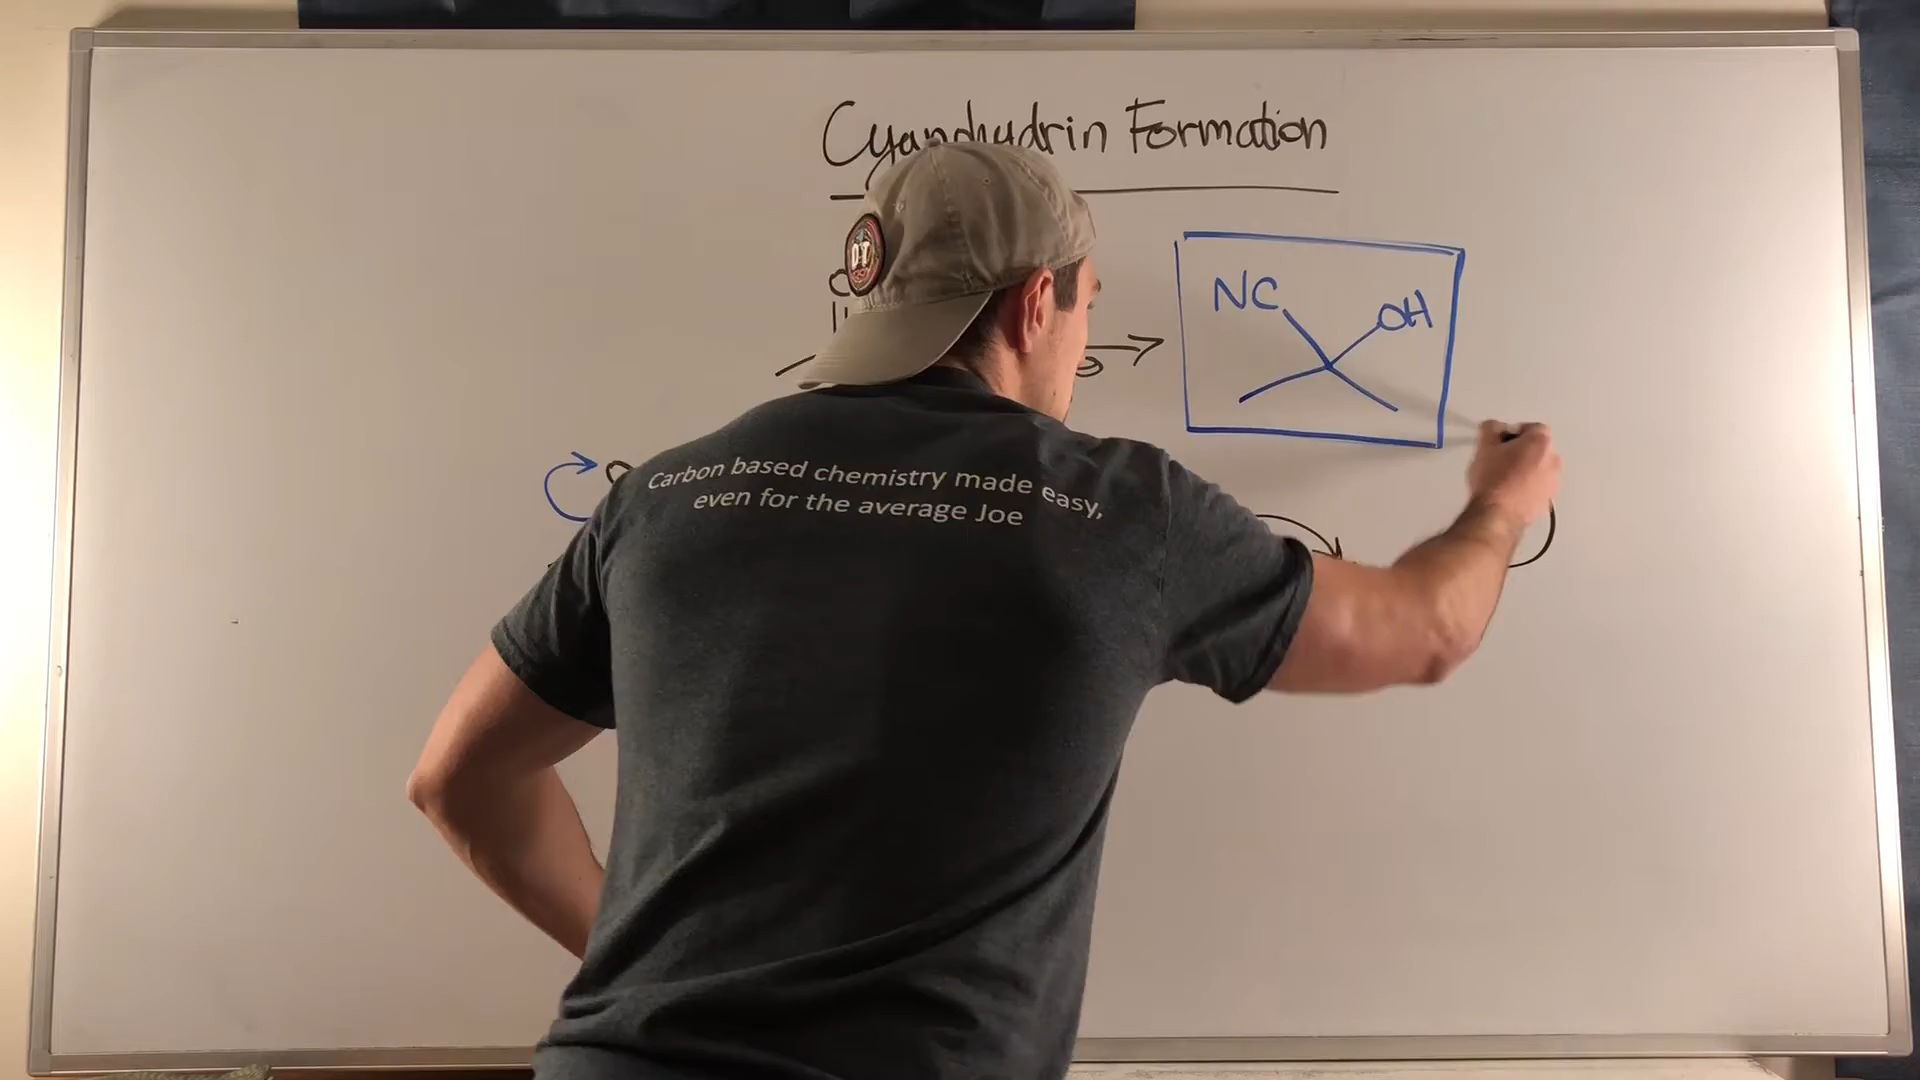 Cyanohydrin Formation
NC
OH
Carbon based chemistry made easy,
even for the average Joe